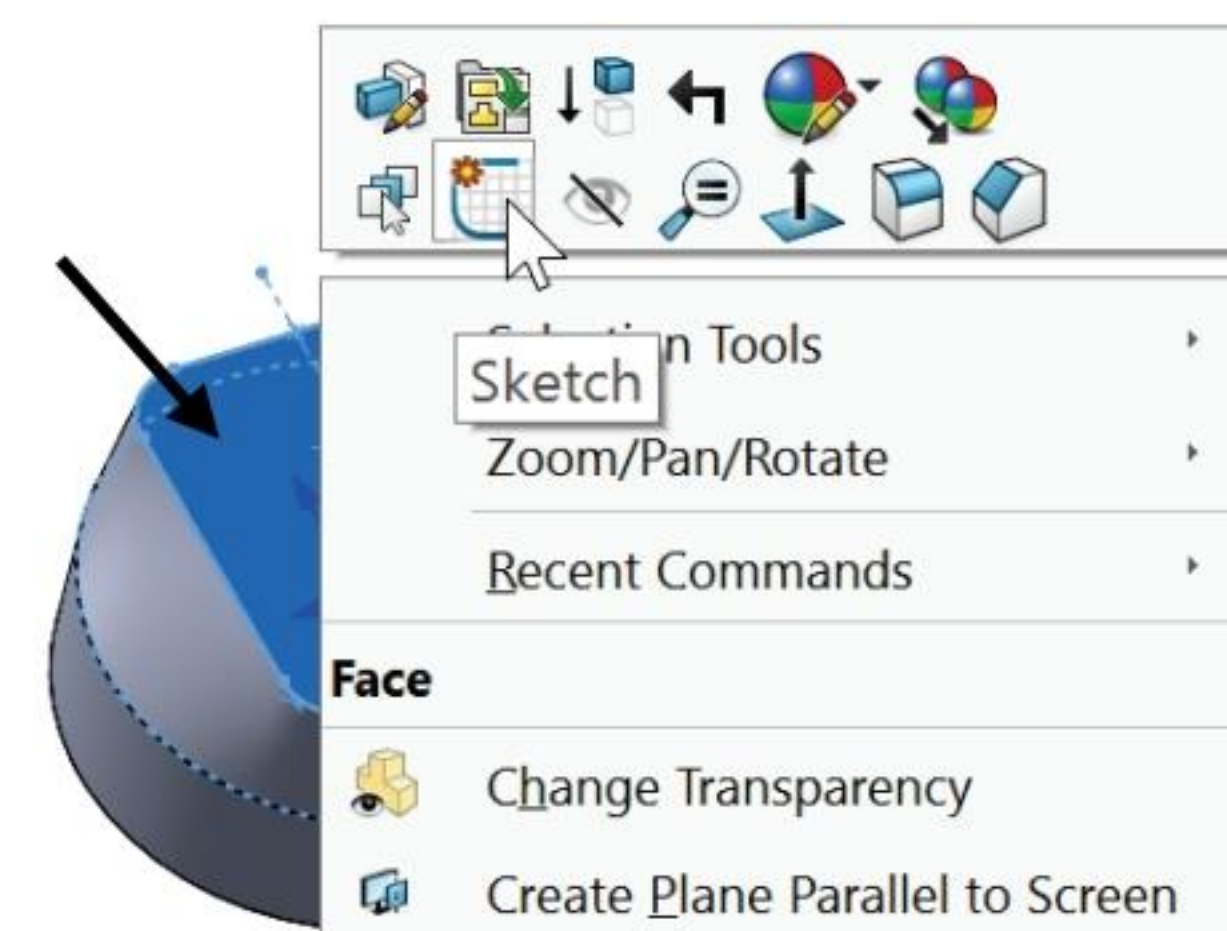 Tools
Sketch
Zoom/Pan/Rotate
Recent Commands
Face
Change Transparency
Create Plane Parallel to Screen